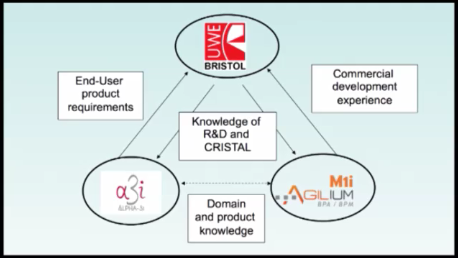 UWE
BRISTOL
End-User
product
requirements
Commercial
development
experience
Knowledge of
R&D and
CRISTAL
α3i
ALPHA-3i
M1i
AGILIUM
BPA / BPM
Domain
and product
knowledge